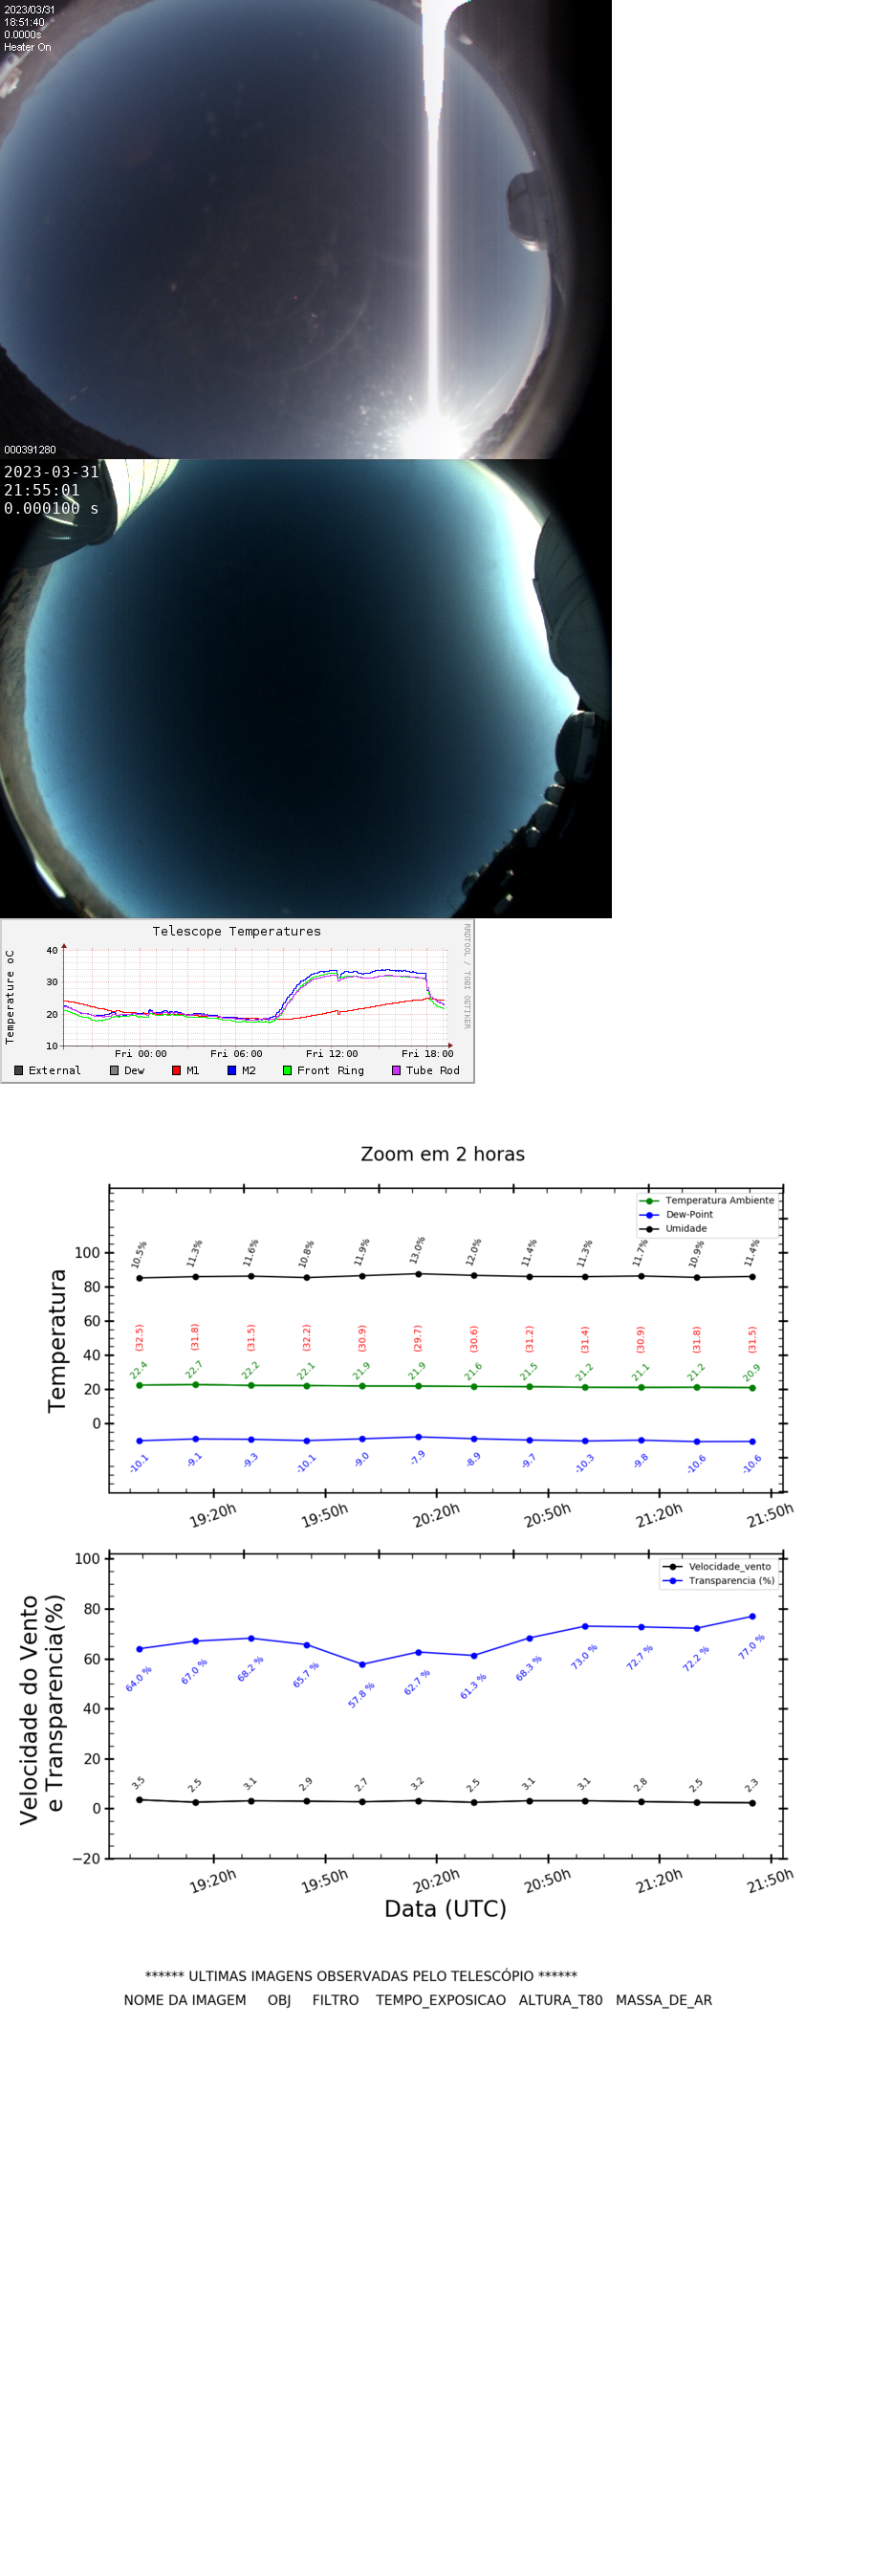 2023/03/31
18:51:40
0.0000s
Heater On
000391280
2023-03-31
21:55:01
0.000100 s
Telescope Temperatures
RRDTOOL / TOBI OETIKER
Temperature oC
40
30
20
10
Fri 00:00 Fri 06:00 Fri 12:00 Fri 18:00
External Dew M1 M2 Front Ring Tube Rod
Zoom em 2 horas
Temperatura Ambiente
Dew-Point
Umidade
Temperatura
100
80
60
40
20
0
10.5% 11.3% 11.6% 10.8% 11.9% 13.0% 12.0% 11.4% 11.3% 11.7% 10.9% 11.4%
(32.5) (31.8) (31.5) (32.2) (30.9) (29.7) (30.6) (31.2) (31.4) (30.9) (31.8) (31.5)
22.4 22.7 22.2 22.1 21.9 21.9 21.6 21.5 21.2 21.1 21.2 20.9
-10.1 -9.1 -9.3 -10.1 -9.0 -7.9 -8.9 -9.7 -10.3 -9.8 -10.6 -10.6
19:20h 19:50h 20:20h 20:50h 21:20h 21:50h
Velocidade_vento
Transparencia (%)
Velocidade do Vento
e Transparencia(%)
100
80
60
40
20
0
−20
64.0 % 67.0 % 68.2 % 65.7 % 57.8 % 62.7 % 61.3 % 68.3 % 73.0 % 72.7 % 72.2 % 77.0 %
3.5 2.5 3.1 2.9 2.7 3.2 2.5 3.1 3.1 2.8 2.5 2.3
19:20h 19:50h 20:20h 20:50h 21:20h 21:50h
Data (UTC)
****** ULTIMAS IMAGENS OBSERVADAS PELO TELESCÓPIO ******
NOME DA IMAGEM OBJ FILTRO TEMPO_EXPOSICAO ALTURA_T80 MASSA_DE_AR